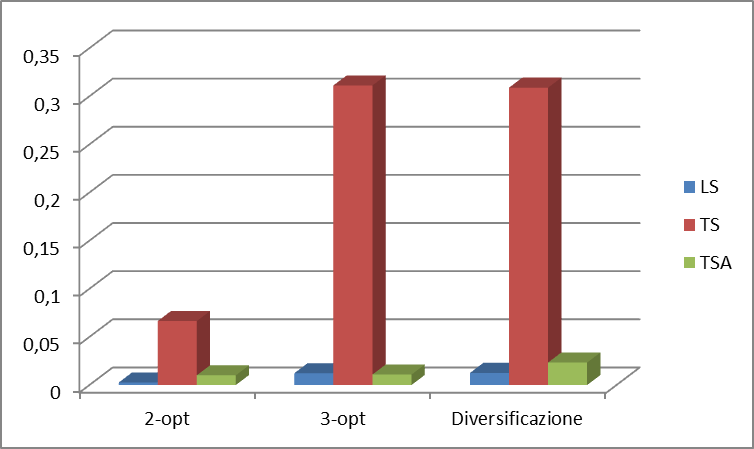 0,35
0,3
0,25
0,2
0,15
0,1
0,05
0
2-opt
3-opt
Diversificazione
LS
TS
TSA